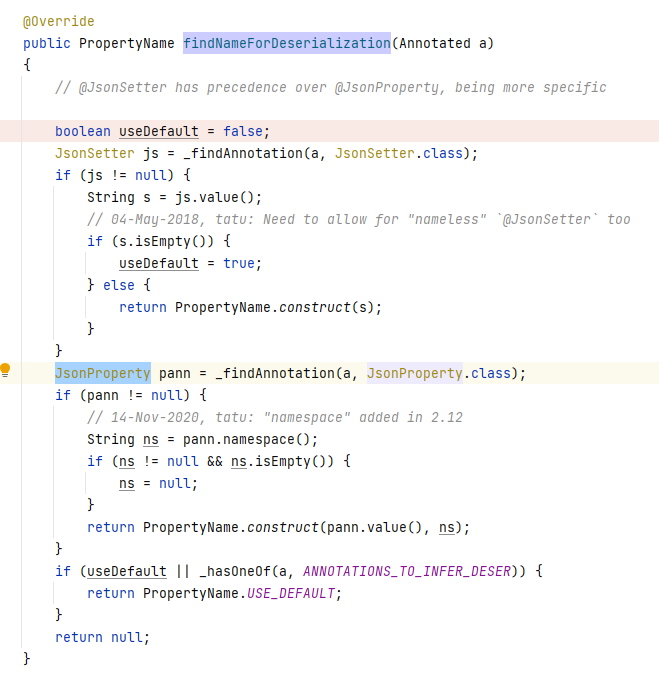 @Override
public PropertyName findNameForDeserialization(Annotated a)
{
    // @JsonSetter has precedence over @JsonProperty, being more specific

    boolean useDefault = false;
    JsonSetter js = _findAnnotation(a, JsonSetter.class);
    if (js != null) {
        String s = js.value();
        // 04-May-2018, tatu: Need to allow for "nameless" `@JsonSetter` too
        if (s.isEmpty()) {
            useDefault = true;
        } else {
            return PropertyName.construct(s);
        }
    }
    JsonProperty pann = _findAnnotation(a, JsonProperty.class);
    if (pann != null) {
        // 14-Nov-2020, tatu: "namespace" added in 2.12
        String ns = pann.namespace();
        if (ns != null && ns.isEmpty()) {
            ns = null;
        }
        return PropertyName.construct(pann.value(), ns);
    }
    if (useDefault || _hasOneOf(a, ANNOTATIONS_TO_INFER_DESER)) {
        return PropertyName.USE_DEFAULT;
    }
    return null;
}